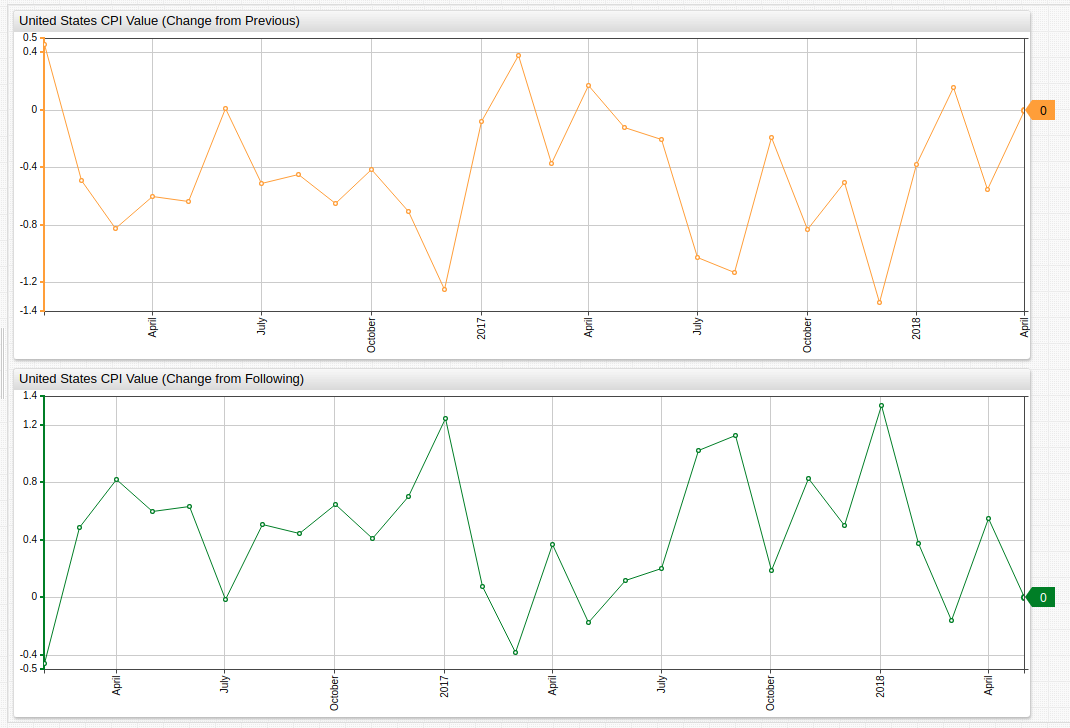 United States CPI Value (Change from Previous)
0.5
0.4
0
-0.4
-0.8
-1.2
-1.4
0
April
July
October
2017
April
July
October
2018
April
United States CPI Value (Change from Following)
1.4
1.2
0.8
0.4
0
-0.4
-0.5
0
April
July
October
2017
April
July
October
2018
April